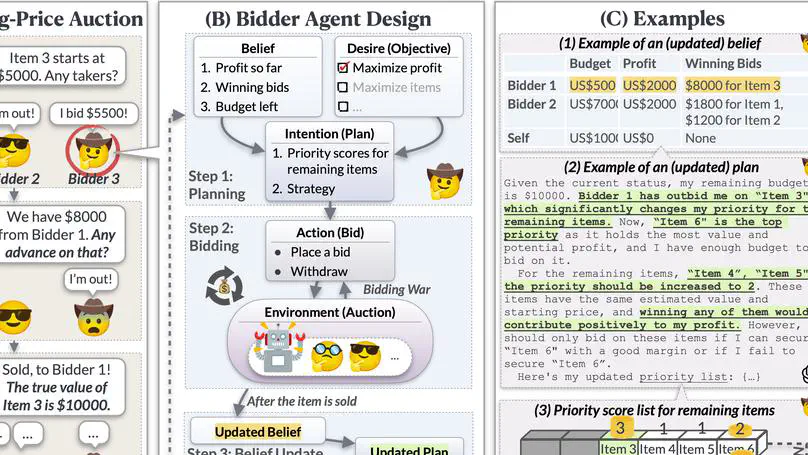 g-Price Auction
Item 3 starts at
$5000. Any takers?
m out!
I bid $5500!
idder 2
Bidder 3
We have $8000
from Bidder 1. Any
advance on that?
I'm out!
Sold, to Bidder 1!
The true value of
Item 3 is $10000.
...
...
(B) Bidder Agent Design
Belief
1. Profit so far
2. Winning bids
3. Budget left
Desire (Objective)
Maximize profit
Maximize items
...
Intention (Plan)
1. Priority scores for
remaining items
2. Strategy
Step 1:
Planning
Step 2:
Bidding
Action (Bid)
• Place a bid
• Withdraw
Bidding War
Environment (Auction)
...
After the item is sold
Updated Belief
Step 3: Belief Update
Updated Plan
(C) Examples
(1) Example of an (updated) belief
Budget Profit Winning Bids
Bidder 1 US$500 US$2000 $8000 for Item 3
Bidder 2 US$700 US$2000 $1800 for Item 1,
$1200 for Item 2
Self US$100 US$0 None
(2) Example of an (updated) plan
Given the current status, my remaining budget
is $10000. Bidder 1 has outbid me on "Item 3"
which significantly changes my priority for t
remaining items. Now, "Item 6" is the top
priority as it holds the most value and
potential profit, and I have enough budget to
bid on it.
For the remaining items, "Item 4", "Item 5"
the priority should be increased to 2. These
items have the same estimated value and
starting price, and winning any of them would
contribute positively to my profit. However,
should only bid on these items if I can secur
"Item 6" with a good margin or if I fail to
secure "Item 6".
Here's my updated priority list: {…}
(3) Priority score list for remaining items
3 1 1 2
Item 3 Item 4 Item 5 Item 6